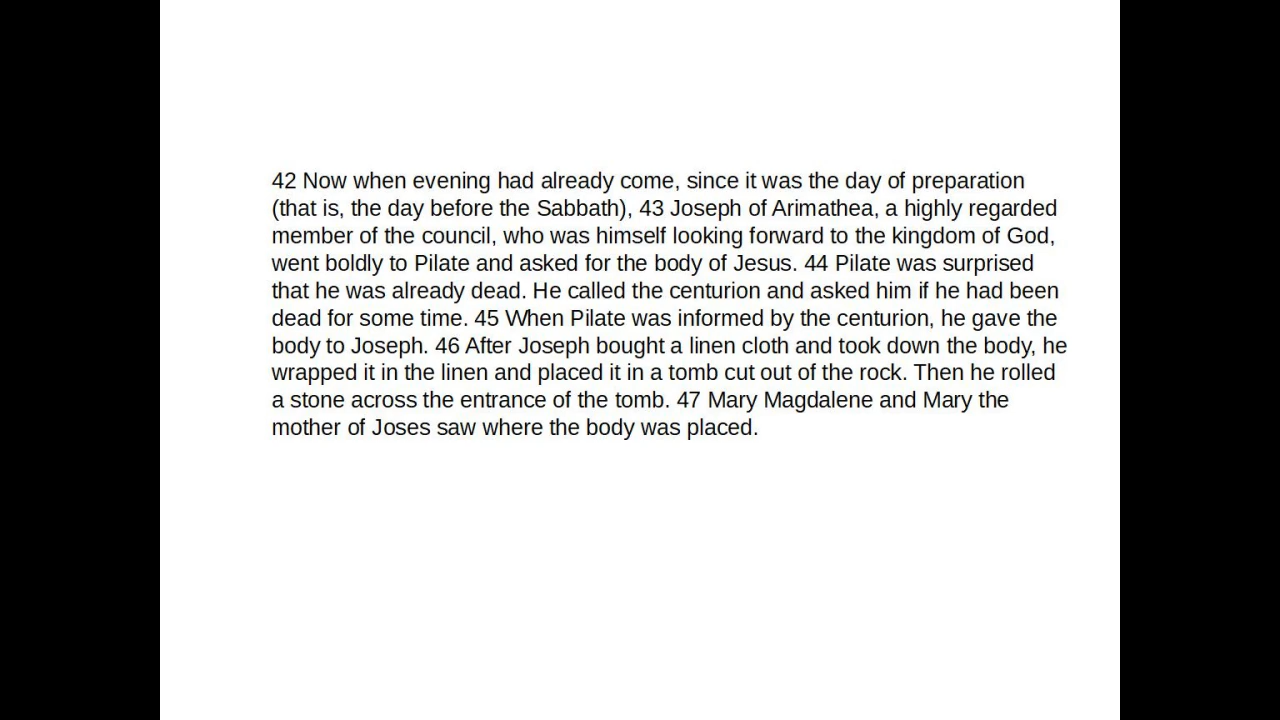 42 Now when evening had already come, since it was the day of preparation
(that is, the day before the Sabbath), 43 Joseph of Arimathea, a highly regarded
member of the council, who was himself looking forward to the kingdom of God,
went boldly to Pilate and asked for the body of Jesus. 44 Pilate was surprised
that he was already dead. He called the centurion and asked him if he had been
dead for some time. 45 When Pilate was informed by the centurion, he gave the
body to Joseph. 46 After Joseph bought a linen cloth and took down the body, he
wrapped it in the linen and placed it in a tomb cut out of the rock. Then he rolled
a stone across the entrance of the tomb. 47 Mary Magdalene and Mary the
mother of Joses saw where the body was placed.